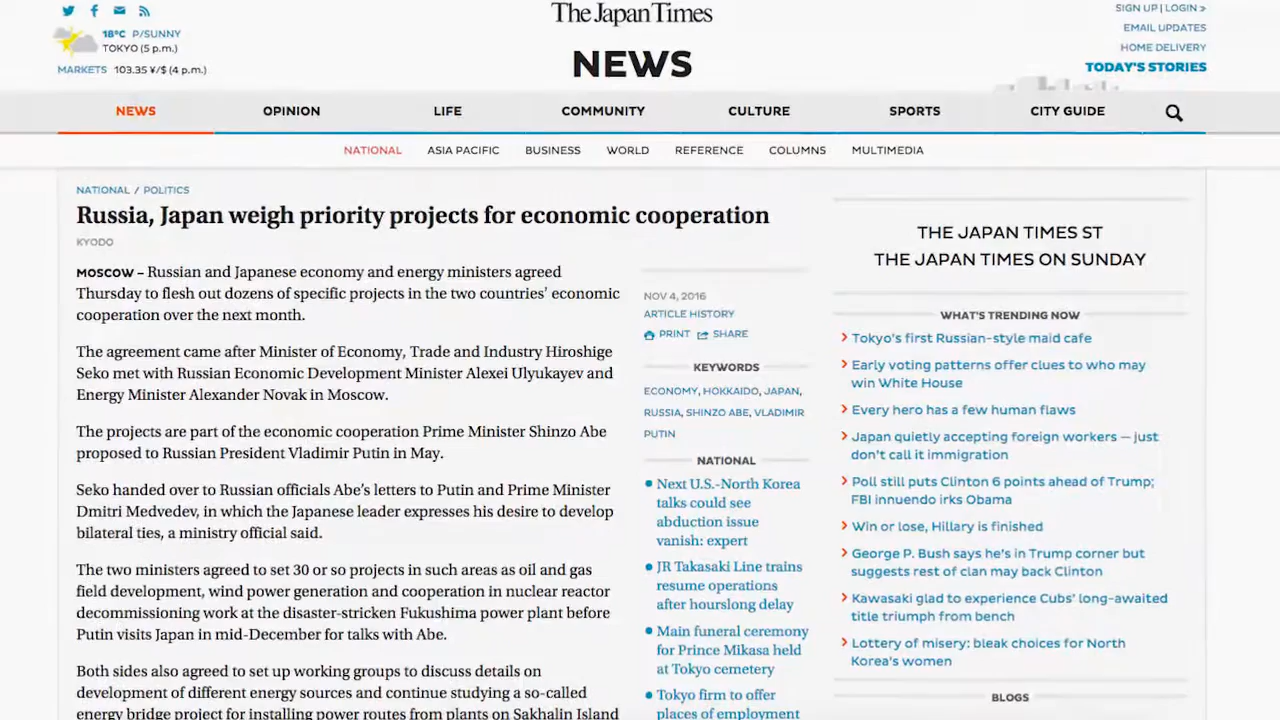 The Japan Times
SIGN UP | LOGIN >
18°C P/SUNNY
EMAIL UPDATES
TOKYO (5 p.m.)
HOME DELIVERY
MARKETS 103.35 ¥/$ (4 p.m.)
NEWS
TODAY'S STORIES
NEWS OPINION LIFE COMMUNITY CULTURE SPORTS CITY GUIDE
NATIONAL ASIA PACIFIC BUSINESS WORLD REFERENCE COLUMNS MULTIMEDIA
NATIONAL / POLITICS
Russia, Japan weigh priority projects for economic cooperation
KYODO
MOSCOW – Russian and Japanese economy and energy ministers agreed
Thursday to flesh out dozens of specific projects in the two countries' economic
cooperation over the next month.
The agreement came after Minister of Economy, Trade and Industry Hiroshige
Seko met with Russian Economic Development Minister Alexei Ulyukayev and
Energy Minister Alexander Novak in Moscow.
The projects are part of the economic cooperation Prime Minister Shinzo Abe
proposed to Russian President Vladimir Putin in May.
Seko handed over to Russian officials Abe's letters to Putin and Prime Minister
Dmitri Medvedev, in which the Japanese leader expresses his desire to develop
bilateral ties, a ministry official said.
The two ministers agreed to set 30 or so projects in such areas as oil and gas
field development, wind power generation and cooperation in nuclear reactor
decommissioning work at the disaster-stricken Fukushima power plant before
Putin visits Japan in mid-December for talks with Abe.
Both sides also agreed to set up working groups to discuss details on
development of different energy sources and continue studying a so-called
energy bridge project for installing power routes from plants on Sakhalin Island
NOV 4, 2016
ARTICLE HISTORY
PRINT SHARE
KEYWORDS
ECONOMY, HOKKAIDO, JAPAN,
RUSSIA, SHINZO ABE, VLADIMIR
PUTIN
NATIONAL
Next U.S.-North Korea
talks could see
abduction issue
vanish: expert
JR Takasaki Line trains
resume operations
after hourslong delay
Main funeral ceremony
for Prince Mikasa held
at Tokyo cemetery
Tokyo firm to offer
places of employment
THE JAPAN TIMES ST
THE JAPAN TIMES ON SUNDAY
WHAT'S TRENDING NOW
Tokyo's first Russian-style maid cafe
Early voting patterns offer clues to who may
win White House
Every hero has a few human flaws
Japan quietly accepting foreign workers — just
don't call it immigration
Poll still puts Clinton 6 points ahead of Trump;
FBI innuendo irks Obama
Win or lose, Hillary is finished
George P. Bush says he's in Trump corner but
suggests rest of clan may back Clinton
Kawasaki glad to experience Cubs' long-awaited
title triumph from bench
Lottery of misery: bleak choices for North
Korea's women
BLOGS